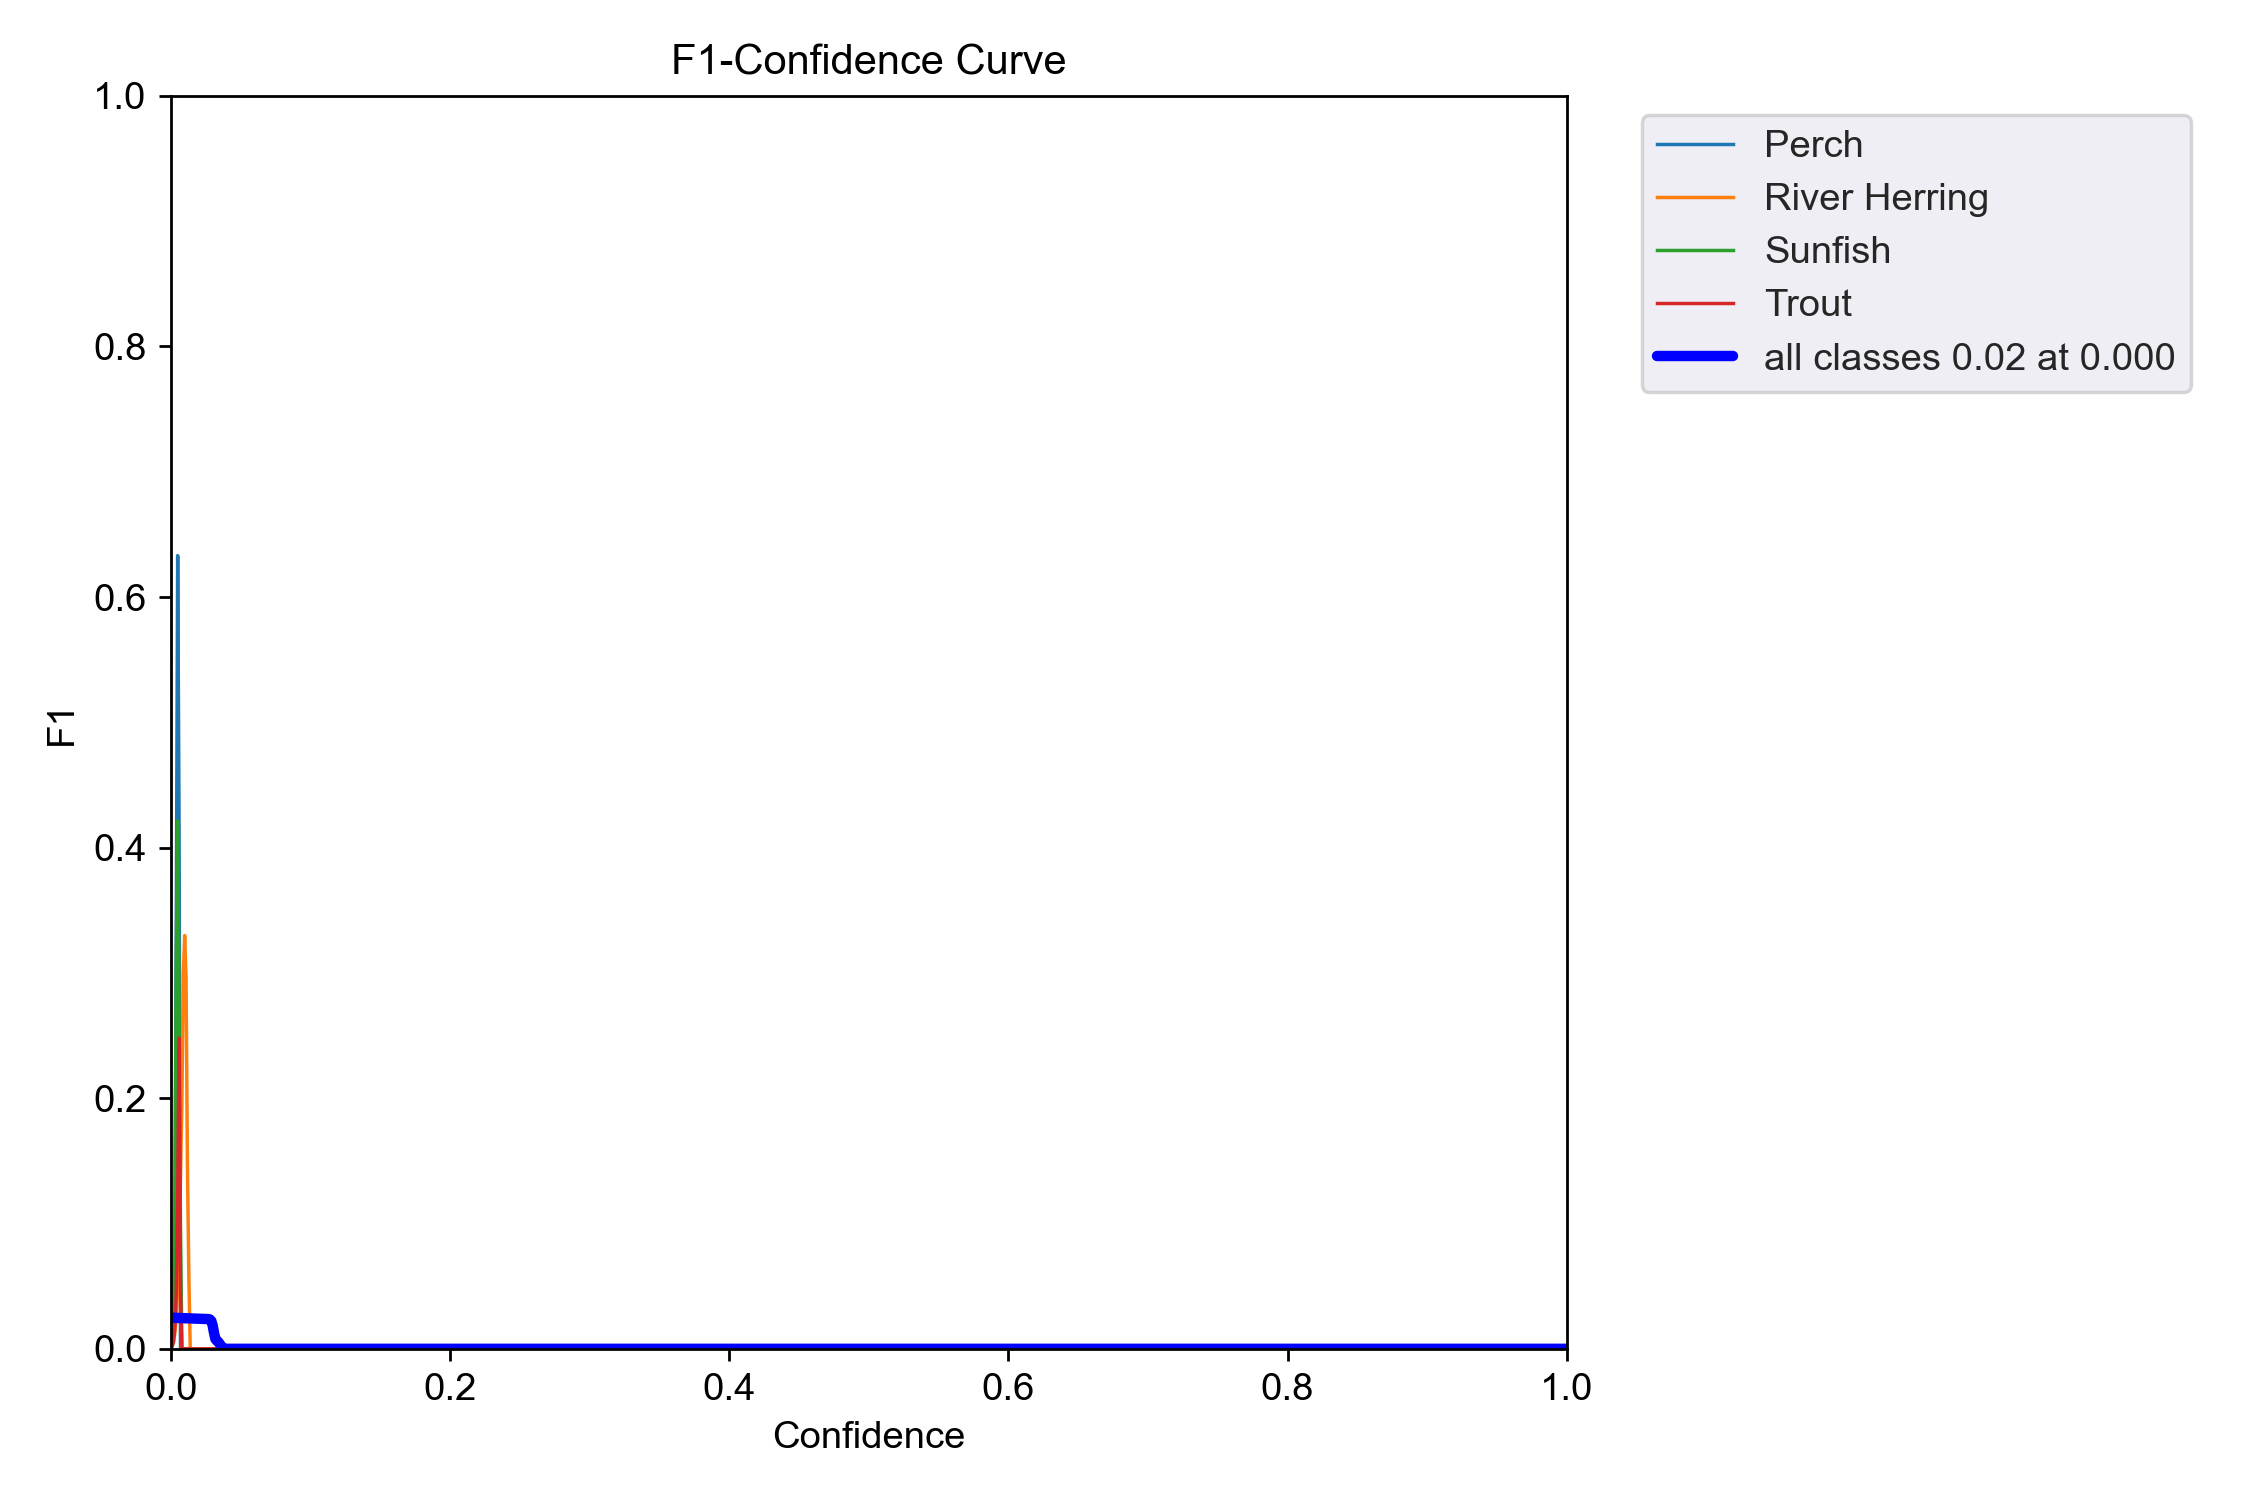 F1-Confidence Curve
1.0
0.8
0.6
0.4
0.2
0.0
F1
0.0 0.2 0.4 0.6 0.8 1.0
Confidence
Perch
River Herring
Sunfish
Trout
all classes 0.02 at 0.000